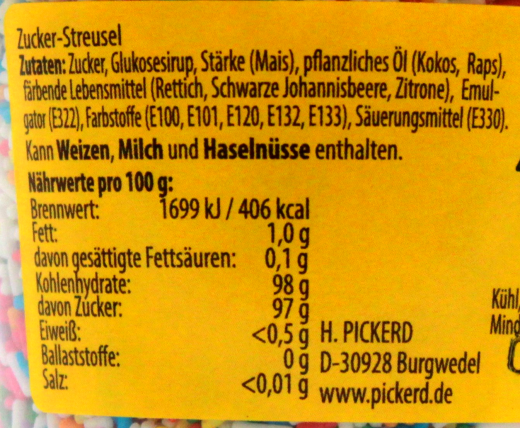 Zucker-Streusel
Zutaten: Zucker, Glukosesirup, Stärke (Mais), pflanzliches Öl (Kokos, Raps),
färbende Lebensmittel (Rettich, Schwarze Johannisbeere, Zitrone), Emul-
gator (E322), Farbstoffe (E100, E101, E120, E132, E133), Säuerungsmittel (E330).
Kann Weizen, Milch und Haselnüsse enthalten.
Nährwerte pro 100 g:
Brennwert: 1699 kJ / 406 kcal
Fett: 1,0 g
davon gesättigte Fettsäuren: 0,1 g
Kohlenhydrate: 98 g
davon Zucker: 97 g
Eiweiß: <0,5 g
Ballaststoffe: 0 g
Salz: <0,01 g
H. PICKERD
D-30928 Burgwedel
www.pickerd.de
Kühl